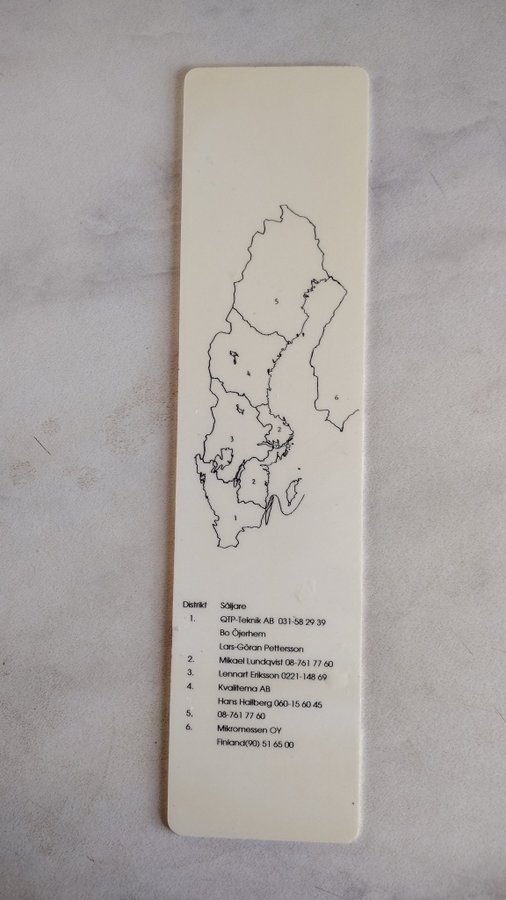 5
4
6
2
3
2
1
Distrikt Säljare
1. QTP-Teknik AB 031-58 29 39
Bo Öjerhem
Lars-Göran Pettersson
2. Mikael Lundqvist 08-761 77 60
3. Lennart Eriksson 0221-148 69
4. Kvalitema AB
Hans Hallberg 060-15 60 45
5. 08-761 77 60
6. Mikromessen OY
Finland(90) 51 65 00